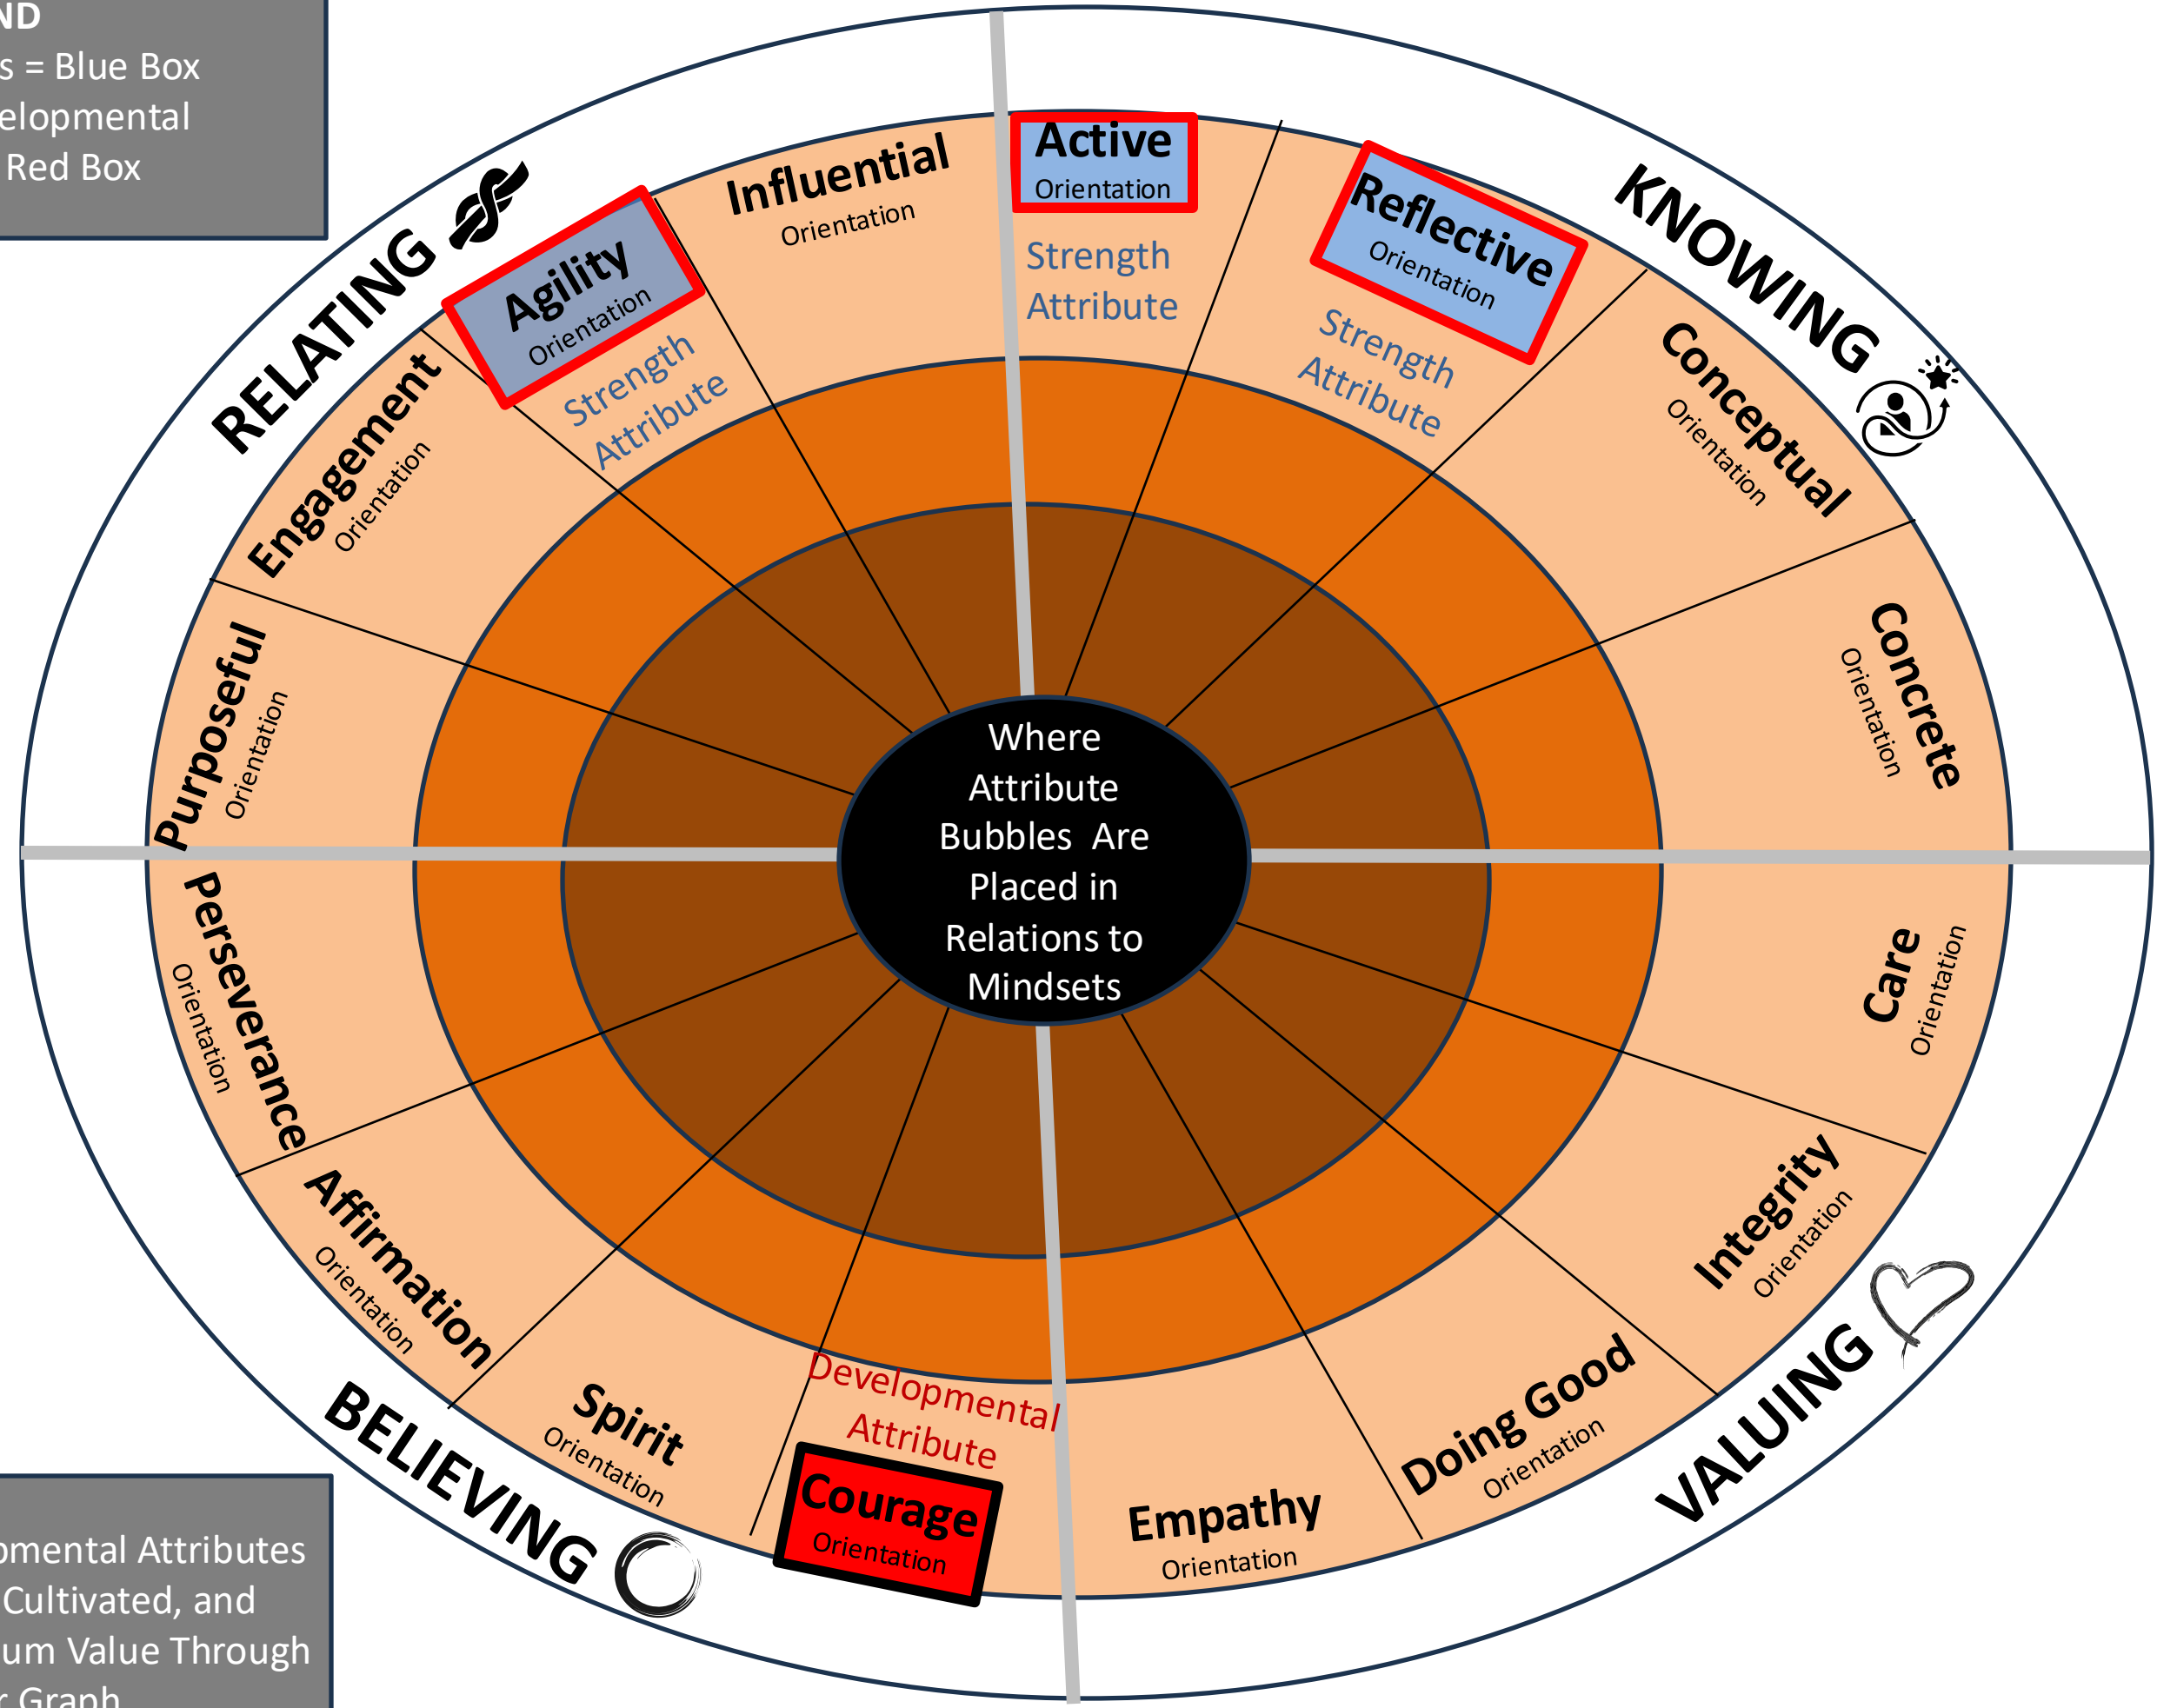 ND
s = Blue Box
elopmental
Red Box
RELATING
KNOWING
Influential
Orientation
Active
Orientation
Strength
Attribute
Reflective
Orientation
Strength
Attribute
Agility
Orientation
Strength
Attribute
Conceptual
Orientation
Engagement
Orientation
Concrete
Orientation
Purposeful
Orientation
Where
Attribute
Bubbles Are
Placed in
Relations to
Mindsets
Perseverance
Orientation
Care
Orientation
Affirmation
Orientation
Integrity
Orientation
Spirit
Orientation
Developmental
Attribute
Courage
Orientation
Empathy
Orientation
Doing Good
Orientation
BELIEVING
VALUING
pmental Attributes
Cultivated, and
um Value Through
r Graph